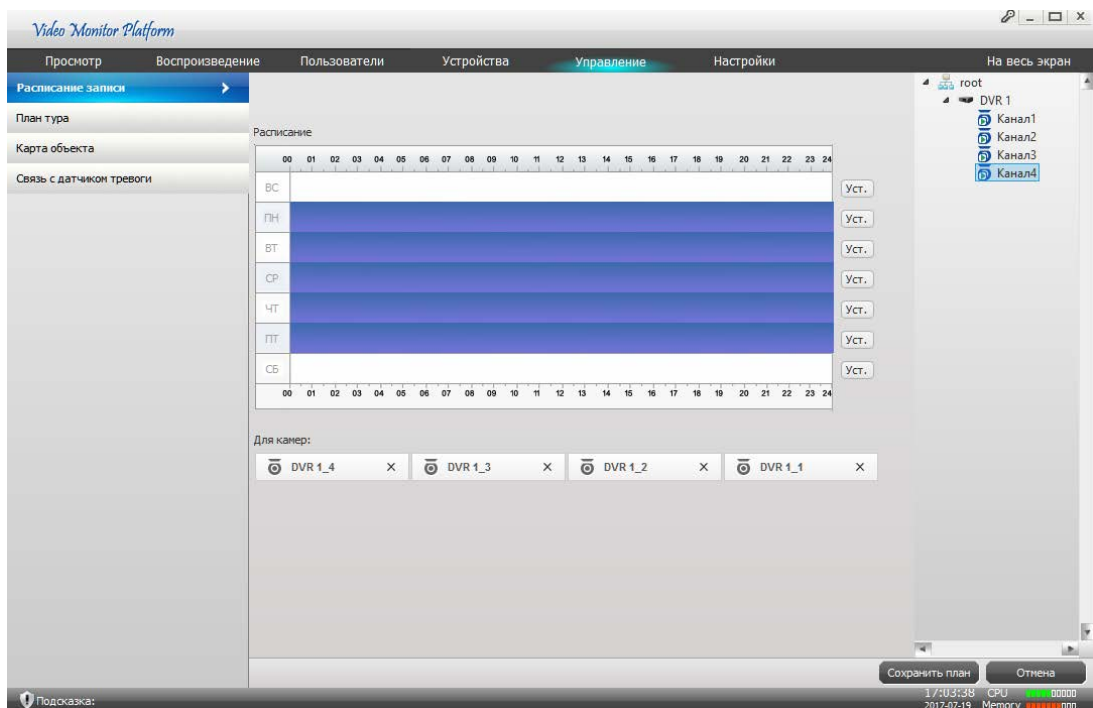 Video Monitor Platform
Просмотр Воспроизведение Пользователи Устройства Управление Настройки На весь экран
Расписание записи
План тура
Карта объекта
Связь с датчиком тревоги
Расписание
00 01 02 03 04 05 06 07 08 09 10 11 12 13 14 15 16 17 18 19 20 21 22 23 24
ВС Уст.
ПН Уст.
ВТ Уст.
СР Уст.
ЧТ Уст.
ПТ Уст.
СБ Уст.
00 01 02 03 04 05 06 07 08 09 10 11 12 13 14 15 16 17 18 19 20 21 22 23 24
Для камер:
DVR 1_4 X DVR 1_3 X DVR 1_2 X DVR 1_1 X
root
DVR 1
Канал1
Канал2
Канал3
Канал4
Сохранить план Отмена
Подсказка:
17:03:38 CPU
2017-07-19 Memory